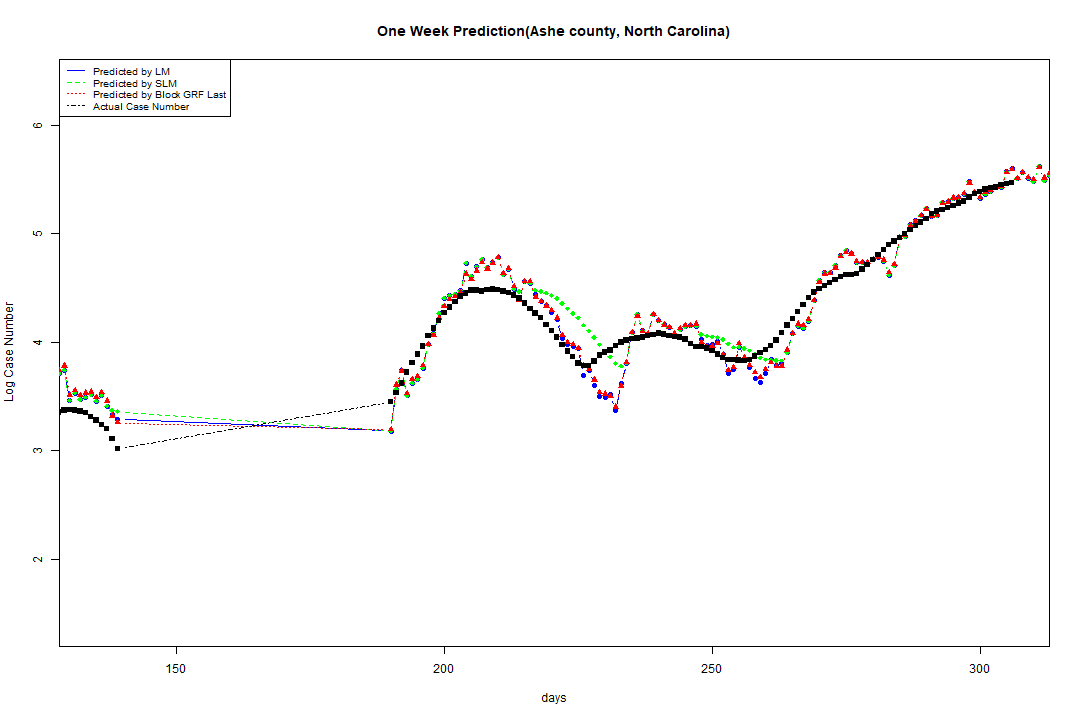 One Week Prediction(Ashe county, North Carolina)
Predicted by LM
Predicted by SLM
Predicted by Block GRF Last
Actual Case Number
6
5
4
3
2
Log Case Number
150
200
250
300
days